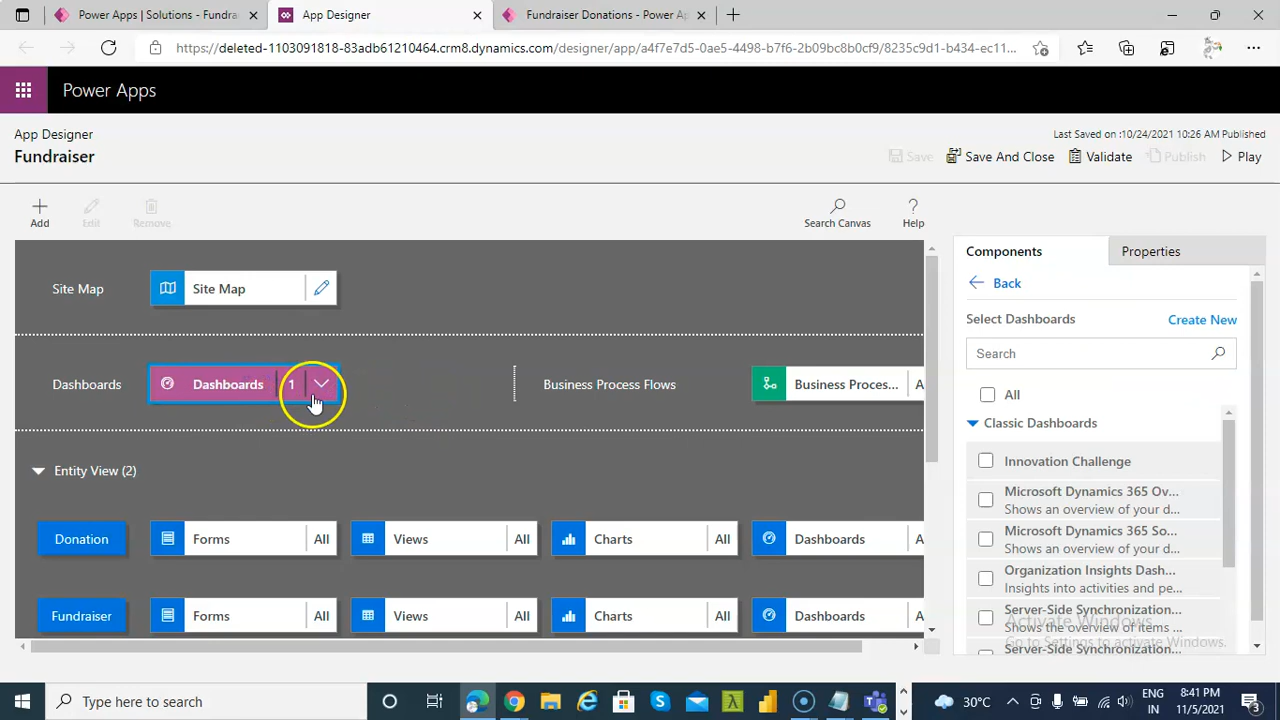 Power Apps | Solutions - Fundra
App Designer
Fundraiser Donations - Power Ap
https://deleted-1103091818-83adb61210464.crm8.dynamics.com/designer/app/a4f7e7d5-0ae5-4498-b7f6-2b09bc8b0cf9/8235c9d1-b434-ec11...
Power Apps
App Designer
Last Saved on :10/24/2021 10:26 AM Published
Fundraiser
Save
Save And Close
Validate
Publish
Play
Add
Edit
Remove
Search Canvas
Help
Components
Properties
Site Map
Site Map
Back
Select Dashboards
Create New
Search
Dashboards
Dashboards 1
Business Process Flows
Business Proces... A
All
Classic Dashboards
Innovation Challenge
Microsoft Dynamics 365 Ov...
Shows an overview of your d...
Microsoft Dynamics 365 So...
Shows an overview of your d...
Organization Insights Dash...
Insights into activities and pe...
Server-Side Synchronization...
Shows the overview of items ...
Server-Side Synchronization...
Entity View (2)
Donation
Forms All
Views All
Charts All
Dashboards A
Fundraiser
Forms All
Views All
Charts All
Dashboards A
Activate Windows
Go to Settings to activate Windows.
Type here to search
30°C
ENG
IN
8:41 PM
11/5/2021
3